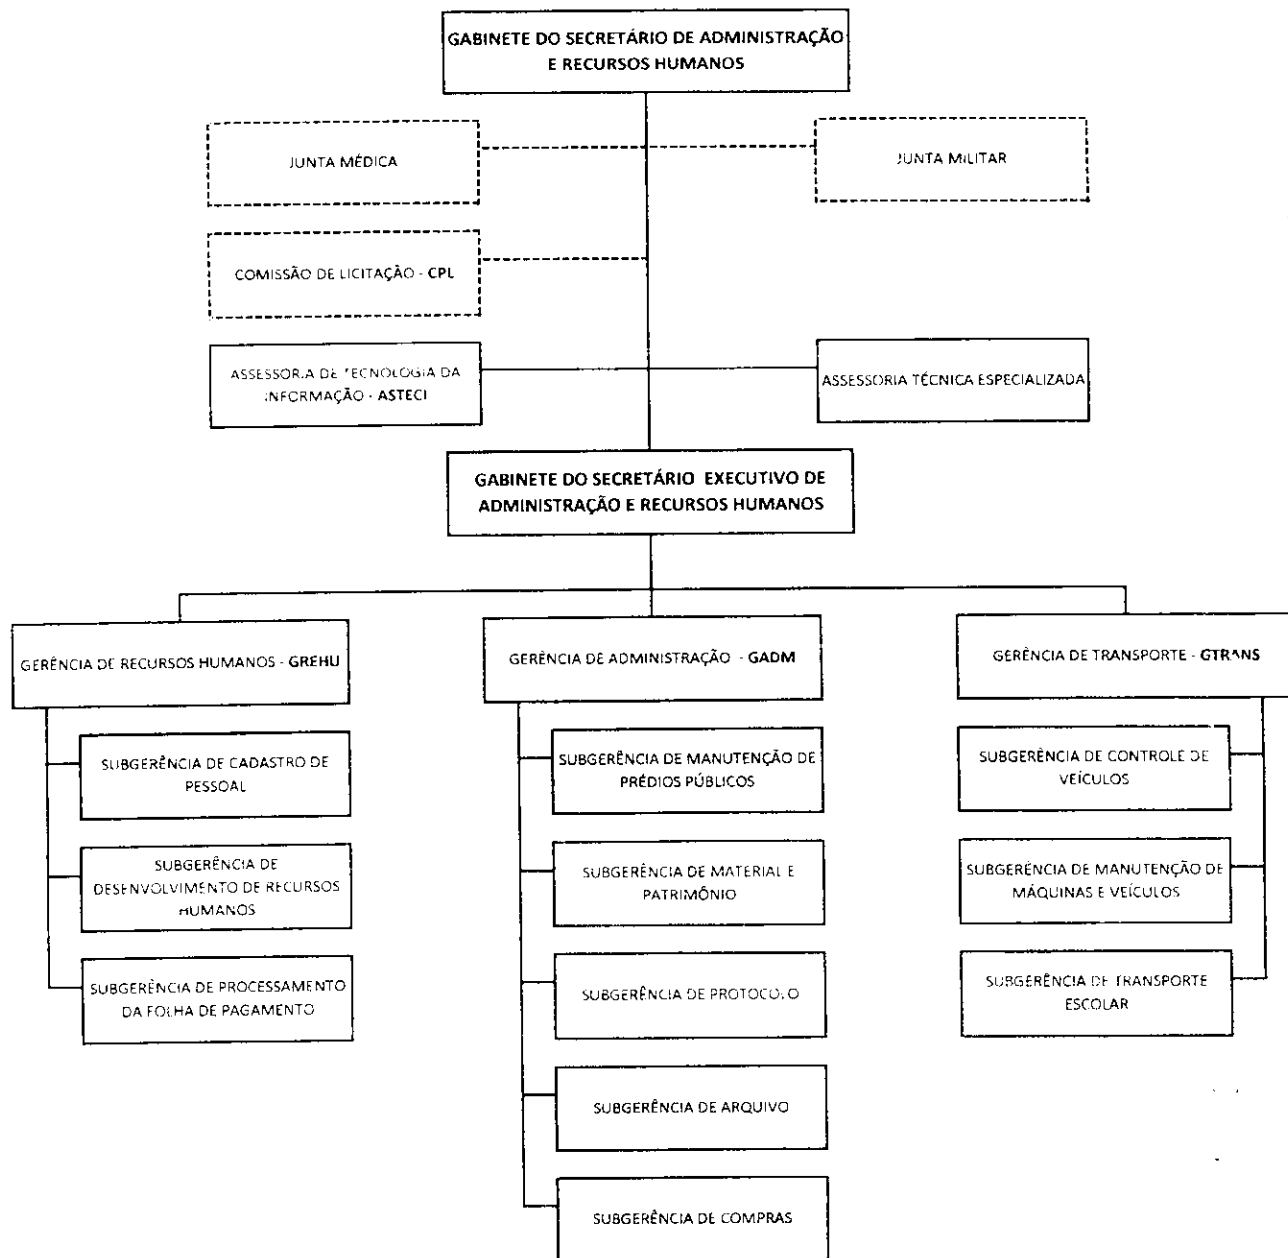 GABINETE DO SECRETÁRIO DE ADMINISTRAÇÃO
E RECURSOS HUMANOS
JUNTA MÉDICA
JUNTA MILITAR
COMISSÃO DE LICITAÇÃO - CPL
ASSESSORIA DE TECNOLOGIA DA
INFORMAÇÃO - ASTECI
ASSESSORIA TÉCNICA ESPECIALIZADA
GABINETE DO SECRETÁRIO EXECUTIVO DE
ADMINISTRAÇÃO E RECURSOS HUMANOS
GERÊNCIA DE RECURSOS HUMANOS - GREHU
SUBGERÊNCIA DE CADASTRO DE
PESSOAL
SUBGERÊNCIA DE
DESENVOLVIMENTO DE RECURSOS
HUMANOS
SUBGERÊNCIA DE PROCESSAMENTO
DA FOLHA DE PAGAMENTO
GERÊNCIA DE ADMINISTRAÇÃO - GADM
SUBGERÊNCIA DE MANUTENÇÃO DE
PRÉDIOS PÚBLICOS
SUBGERÊNCIA DE MATERIAL E
PATRIMÔNIO
SUBGERÊNCIA DE PROTOCOLO
SUBGERÊNCIA DE ARQUIVO
SUBGERÊNCIA DE COMPRAS
GERÊNCIA DE TRANSPORTE - GTRANS
SUBGERÊNCIA DE CONTROLE DE
VEÍCULOS
SUBGERÊNCIA DE MANUTENÇÃO DE
MÁQUINAS E VEÍCULOS
SUBGERÊNCIA DE TRANSPORTE
ESCOLAR